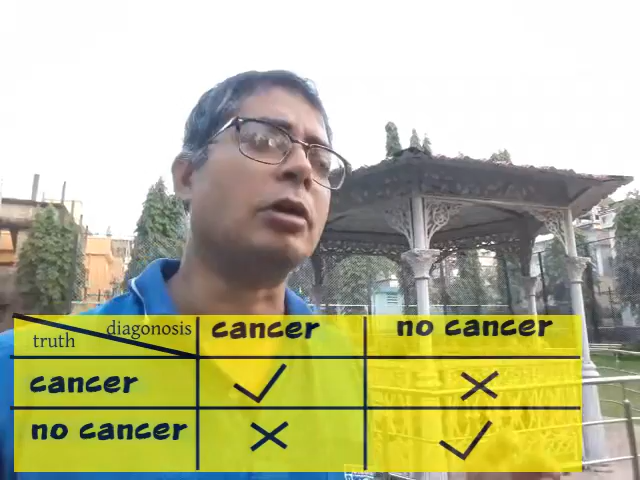 truth diagonosis cancer no cancer
cancer ✓ ✗
no cancer ✗ ✓